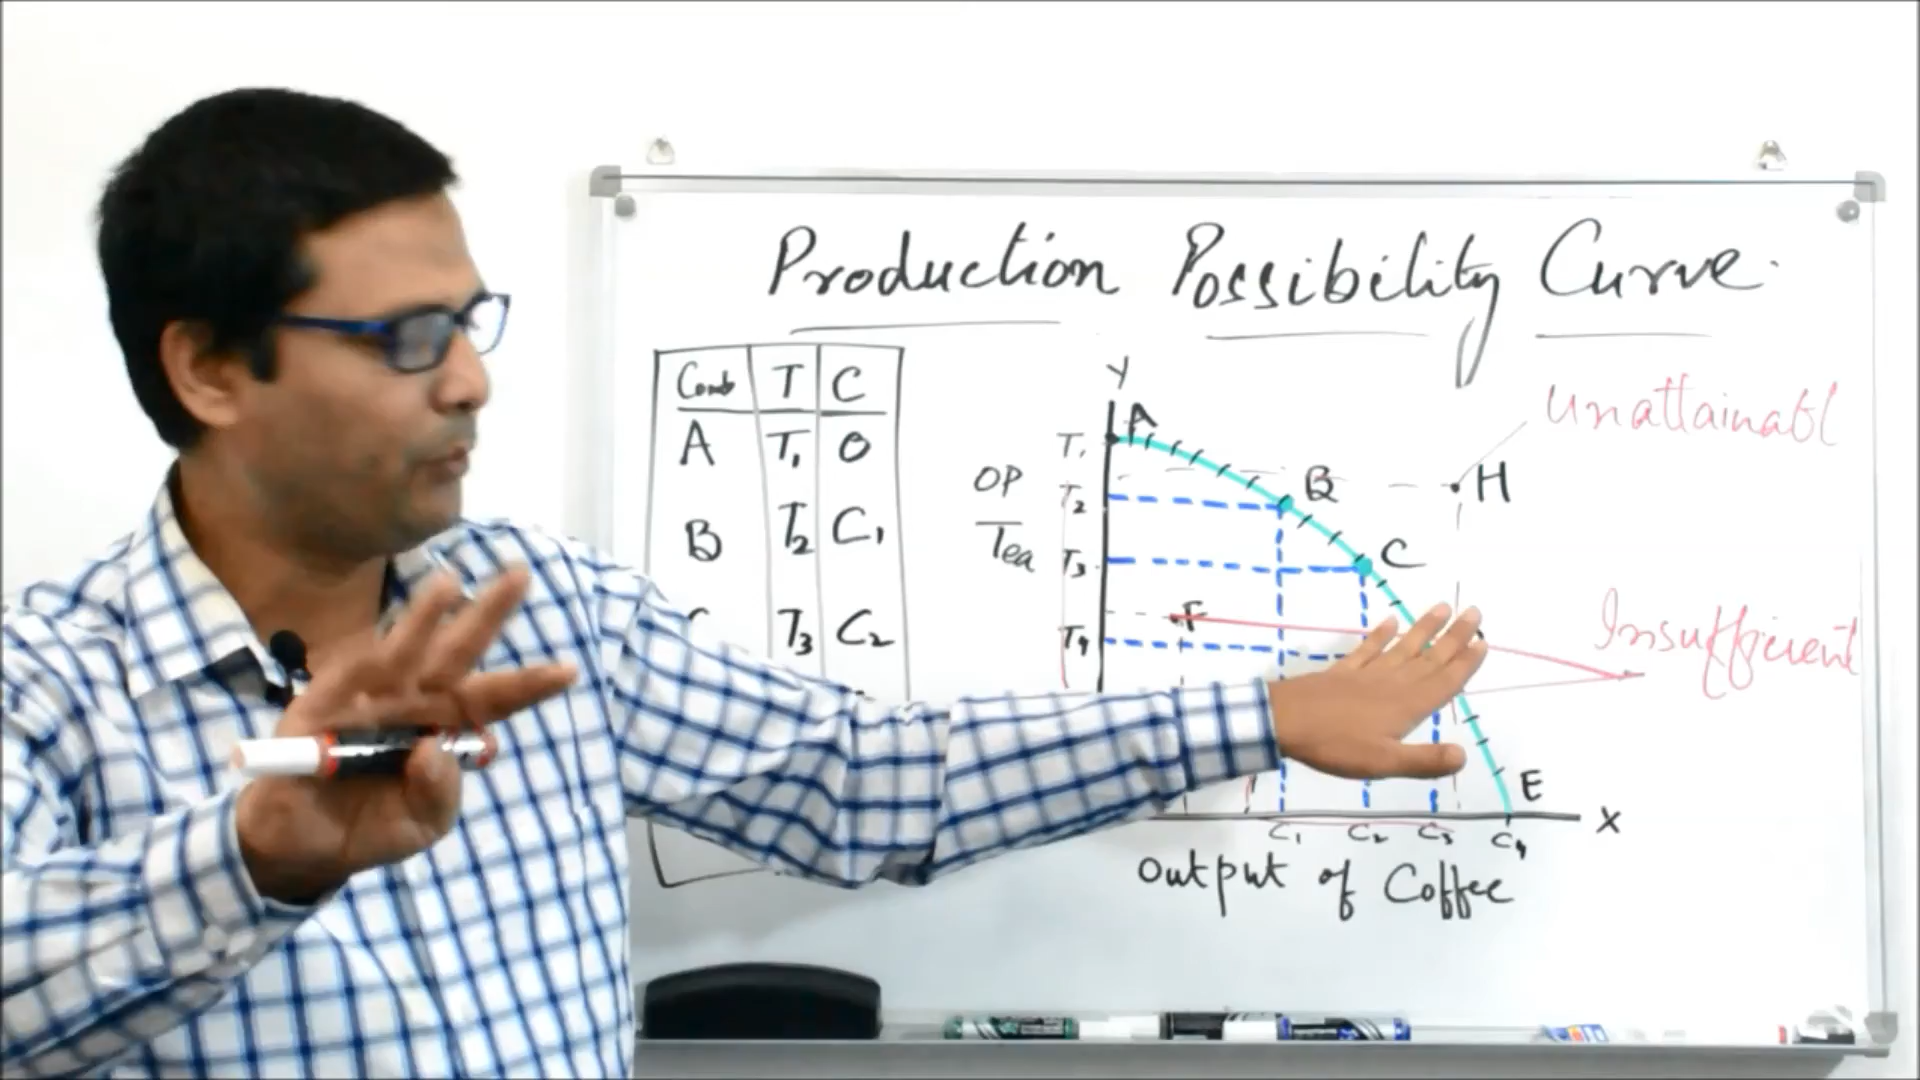 Production Possibility Curve.
Comb T C
A T₁ 0
B T₂ C₁
T₃ C₂
Y
A
T₁
OP
Tea
T₂
B
H
Unattainabl
T₃
C
F
T₄
Insufficient
E
X
C₁ C₂ C₃ C₄
Output of Coffee